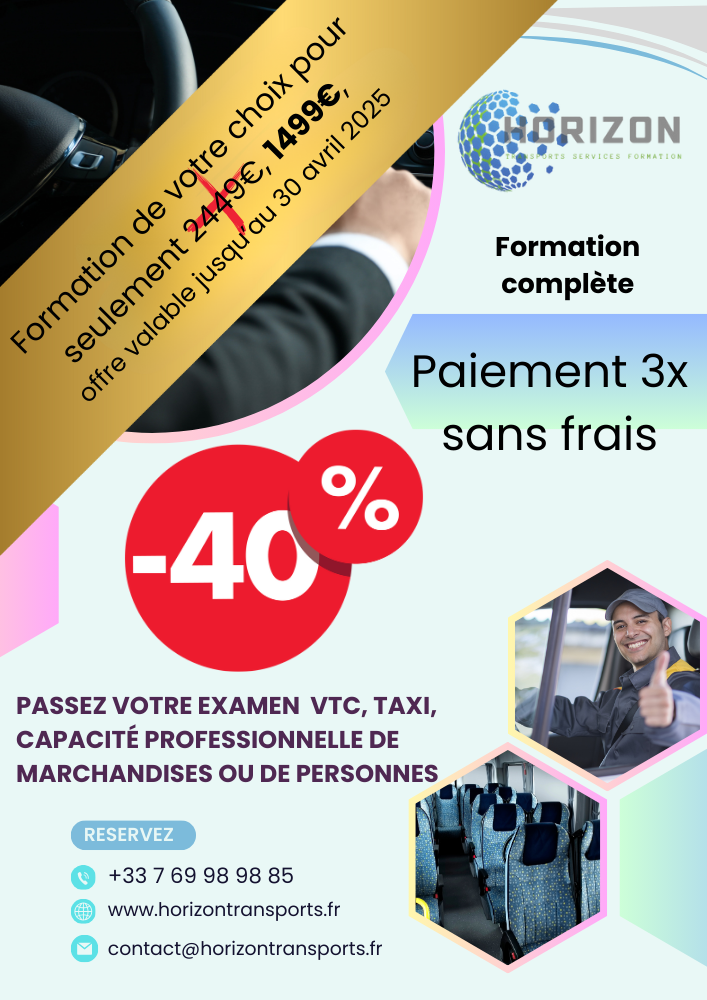 Formation de votre choix pour
seulement 2449€, 1499€,
offre valable jusqu'au 30 avril 2025
HORIZON
TRANSPORTS SERVICES FORMATION
Formation
complète
Paiement 3x
sans frais
-40%
PASSEZ VOTRE EXAMEN VTC, TAXI,
CAPACITÉ PROFESSIONNELLE DE
MARCHANDISES OU DE PERSONNES
RESERVEZ
+33 7 69 98 98 85
www.horizontransports.fr
contact@horizontransports.fr